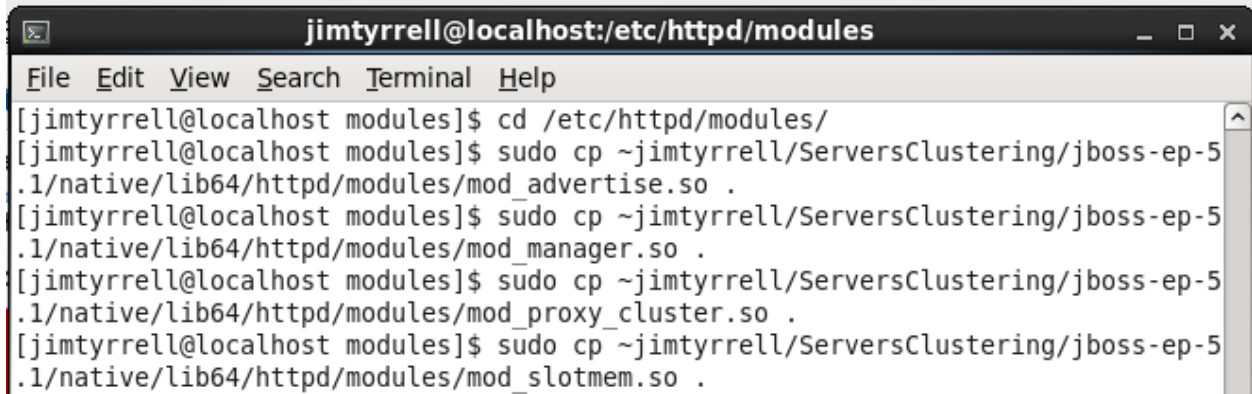 jimtyrrell@localhost:/etc/httpd/modules
File Edit View Search Terminal Help
[jimtyrrell@localhost modules]$ cd /etc/httpd/modules/
[jimtyrrell@localhost modules]$ sudo cp ~jimtyrrell/ServersClustering/jboss-ep-5
.1/native/lib64/httpd/modules/mod_advertise.so .
[jimtyrrell@localhost modules]$ sudo cp ~jimtyrrell/ServersClustering/jboss-ep-5
.1/native/lib64/httpd/modules/mod_manager.so .
[jimtyrrell@localhost modules]$ sudo cp ~jimtyrrell/ServersClustering/jboss-ep-5
.1/native/lib64/httpd/modules/mod_proxy_cluster.so .
[jimtyrrell@localhost modules]$ sudo cp ~jimtyrrell/ServersClustering/jboss-ep-5
.1/native/lib64/httpd/modules/mod_slotmem.so .